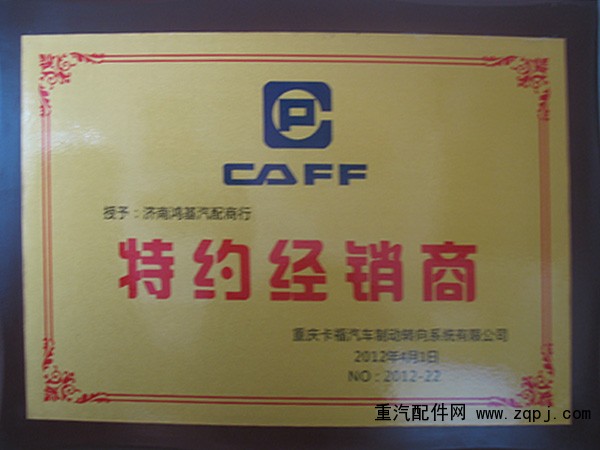 CAFF
授予：济南鸿基汽配商行
特约经销商
重庆卡福汽车制动转向系统有限公司
2012年4月1日
NO：2012-22
重汽配件网 www.zqpj.com